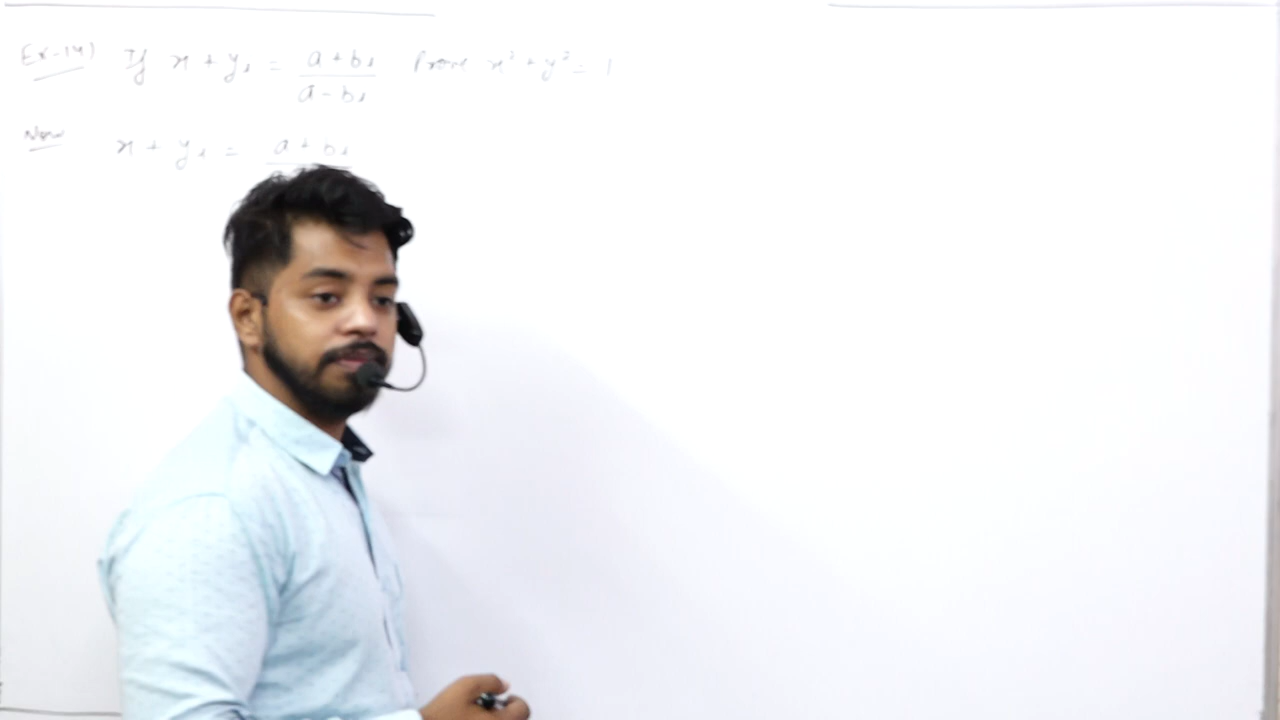 Ex-14) If x + yi = a + bi / a - bi Prove x² + y² = 1
Now x + yi = a + bi